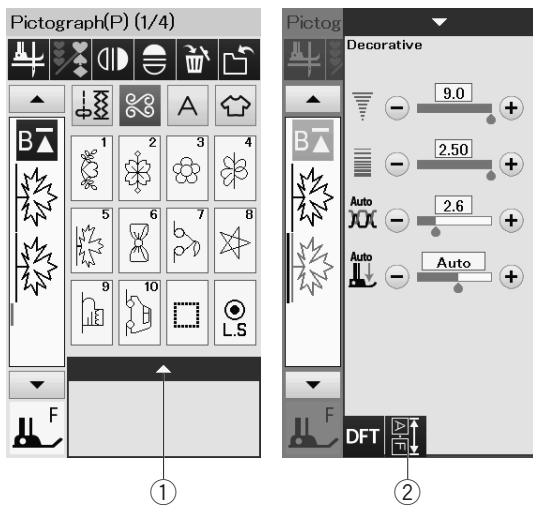 Pictograph(P) (1/4)
A
B
1 2 3 4
5 6 7 8
9 10
L.S
F
①
Pictog
Decorative
B
9.0
2.50
Auto
2.6
Auto
Auto
F
DFT
A
F
②